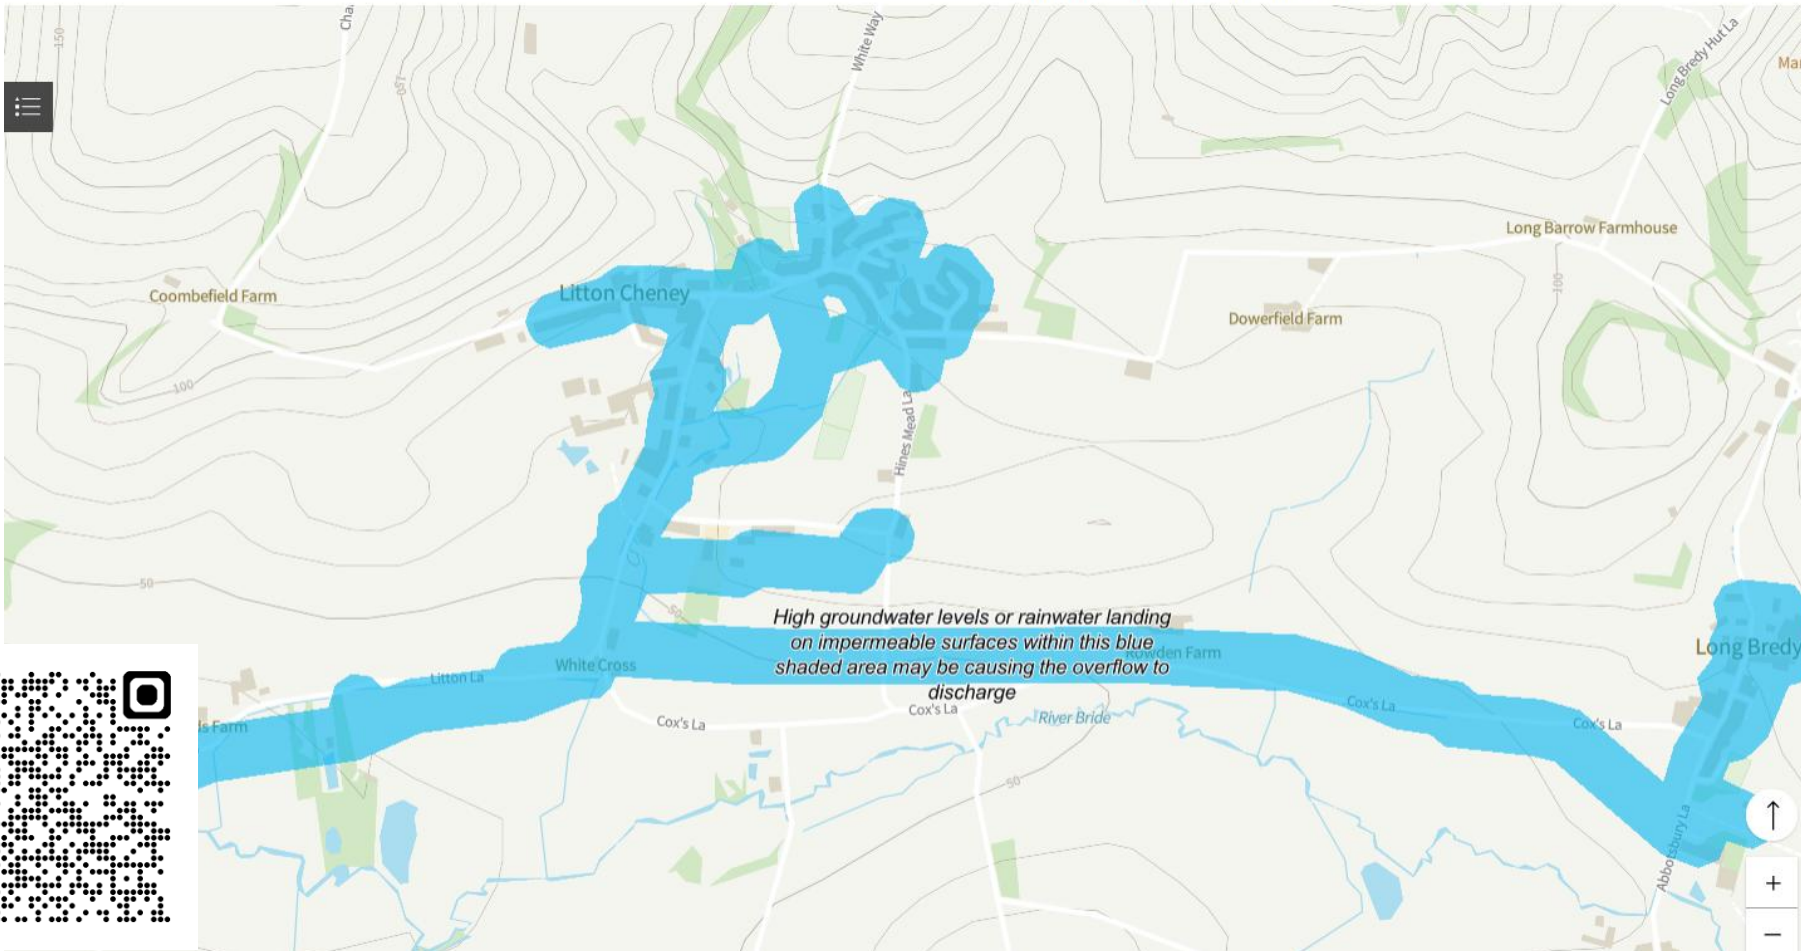 Cha
150
150
White Way
Long Bredy Hut La
Mar
Long Barrow Farmhouse
Coombefield Farm
Litton Cheney
100
Dowerfield Farm
100
Hines Mead La
50
50
High groundwater levels or rainwater landing
on impermeable surfaces within this blue
shaded area may be causing the overflow to
discharge
Rowden Farm
Long Bredy
White Cross
Litton La
ds Farm
Cox's La
Cox's La
River Bride
Cox's La
Cox's La
50
Abbotsbury La